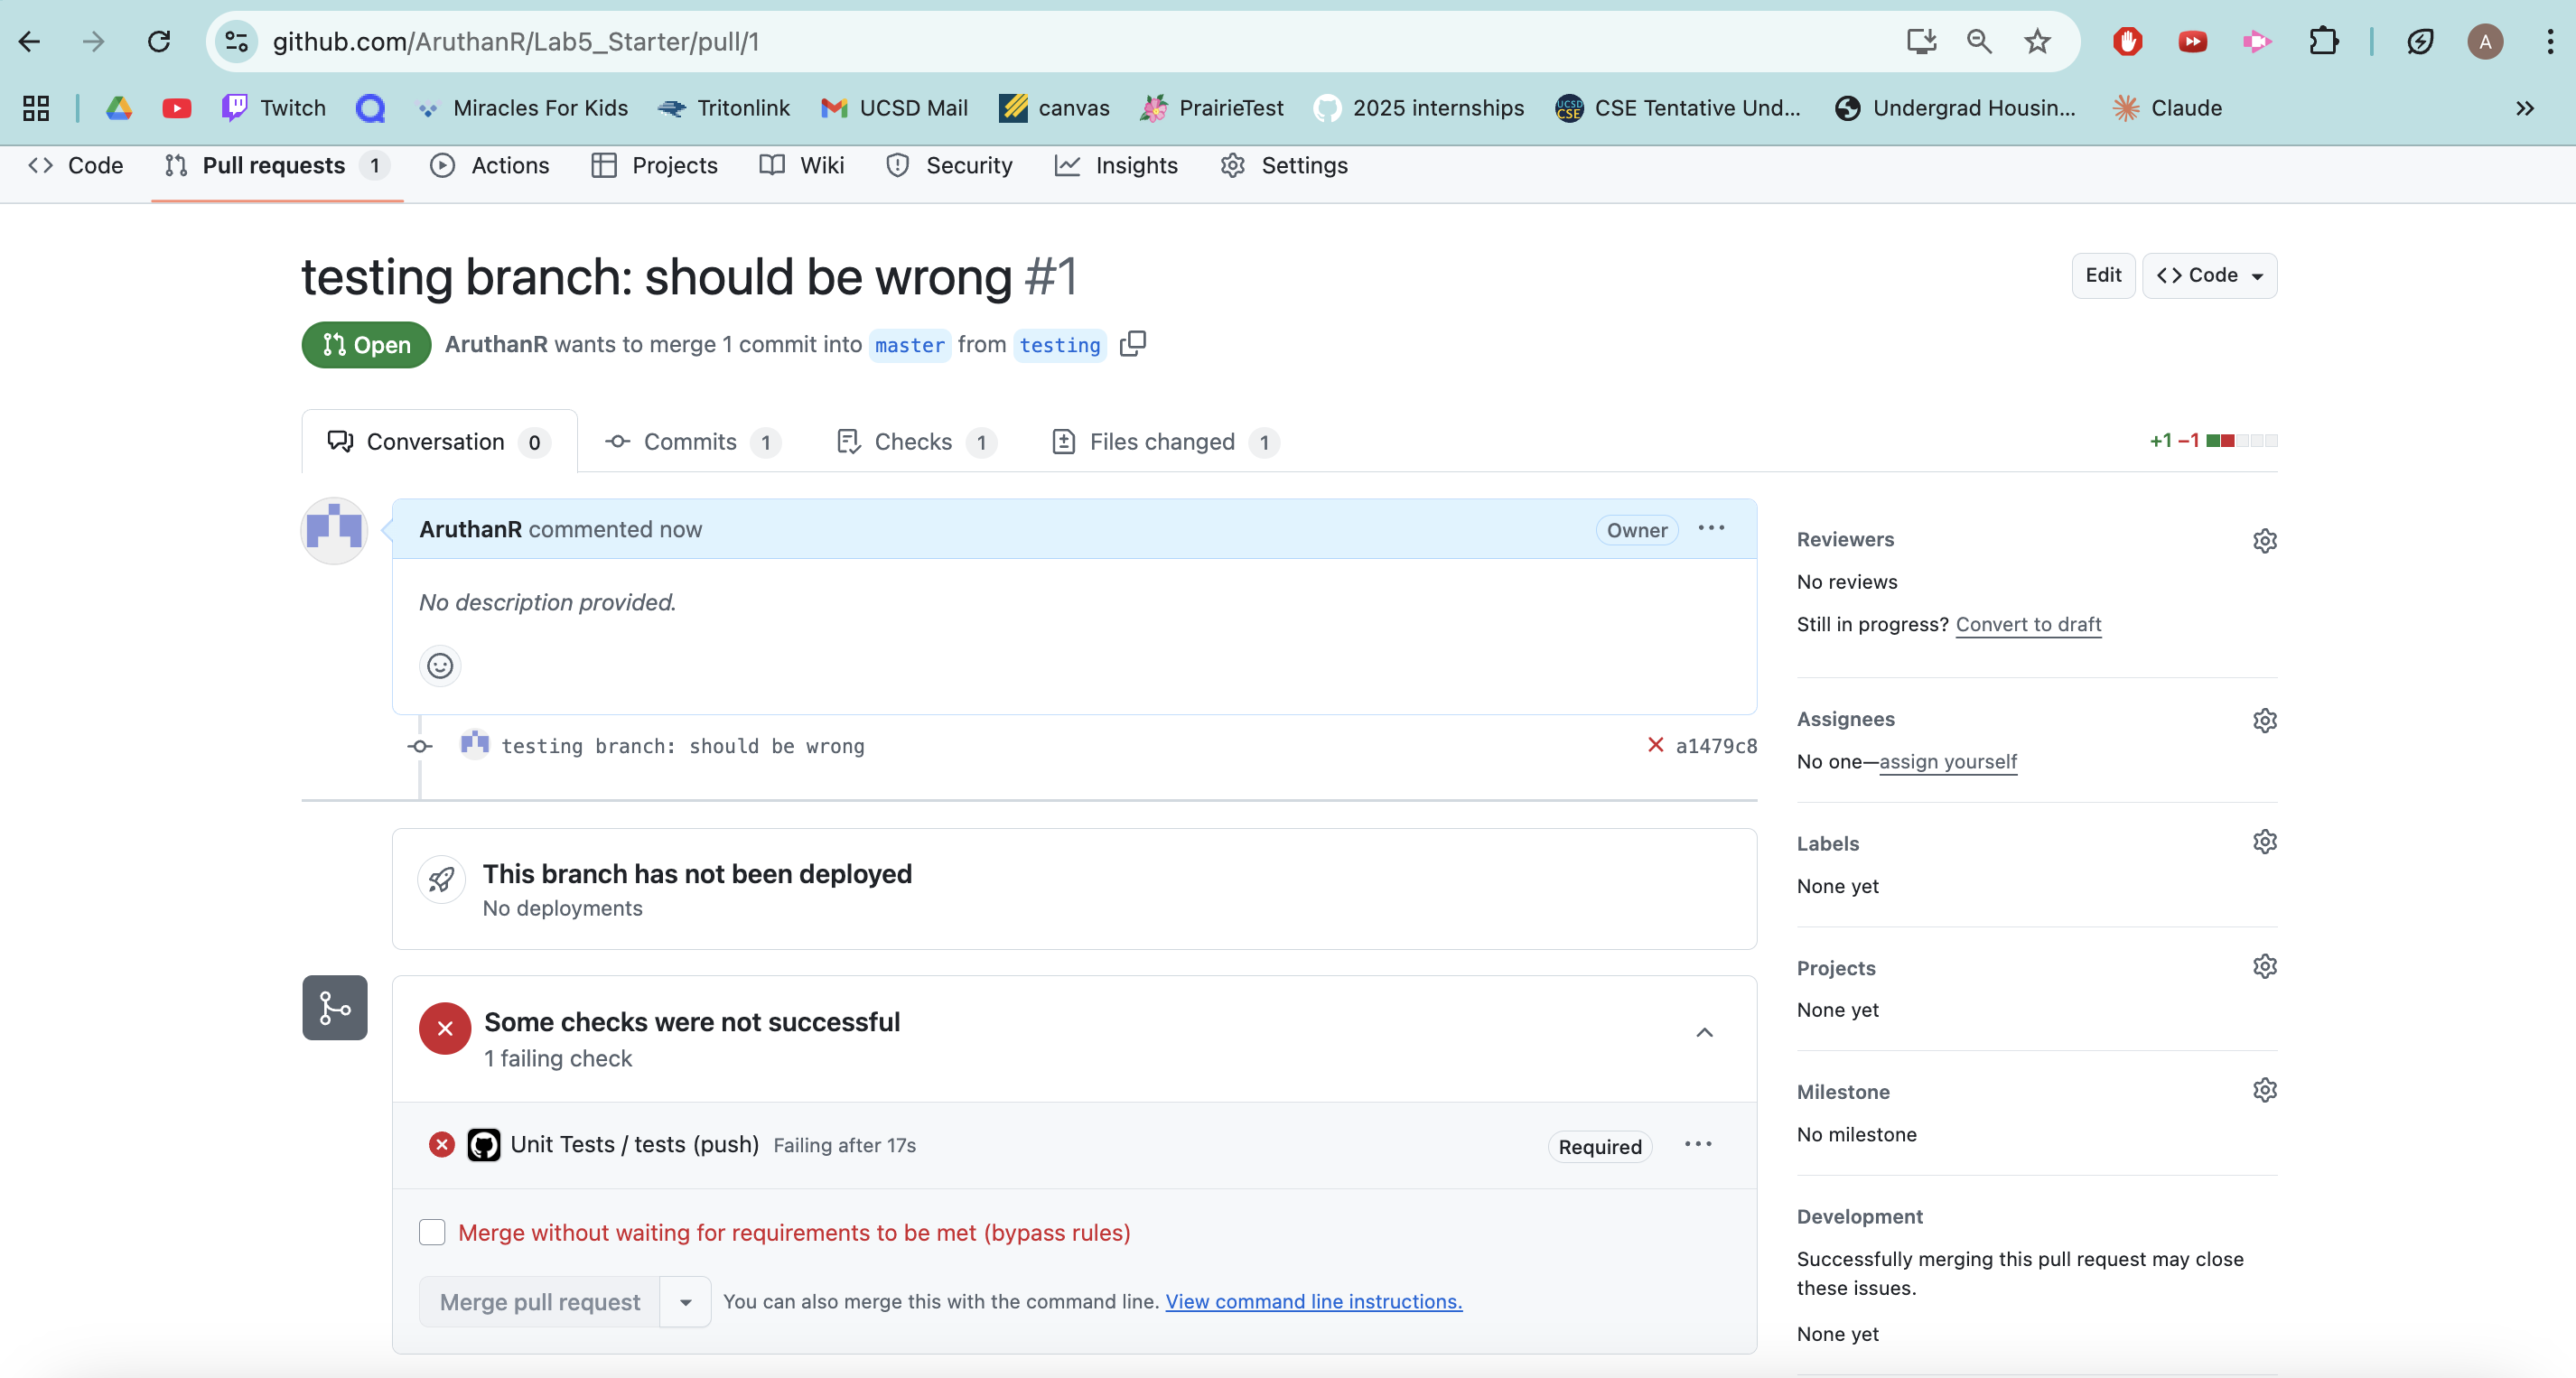 github.com/AruthanR/Lab5_Starter/pull/1
A
Twitch Miracles For Kids Tritonlink UCSD Mail canvas PrairieTest 2025 internships UCSD CSE CSE Tentative Und... Undergrad Housin... Claude
Code Pull requests 1 Actions Projects Wiki Security Insights Settings
testing branch: should be wrong #1
Edit Code
Open AruthanR wants to merge 1 commit into master from testing
Conversation 0 Commits 1 Checks 1 Files changed 1
+1 −1
AruthanR commented now Owner
No description provided.
testing branch: should be wrong a1479c8
This branch has not been deployed
No deployments
Some checks were not successful
1 failing check
Unit Tests / tests (push) Failing after 17s Required
Merge without waiting for requirements to be met (bypass rules)
Merge pull request You can also merge this with the command line. View command line instructions.
Reviewers
No reviews
Still in progress? Convert to draft
Assignees
No one—assign yourself
Labels
None yet
Projects
None yet
Milestone
No milestone
Development
Successfully merging this pull request may close
these issues.
None yet